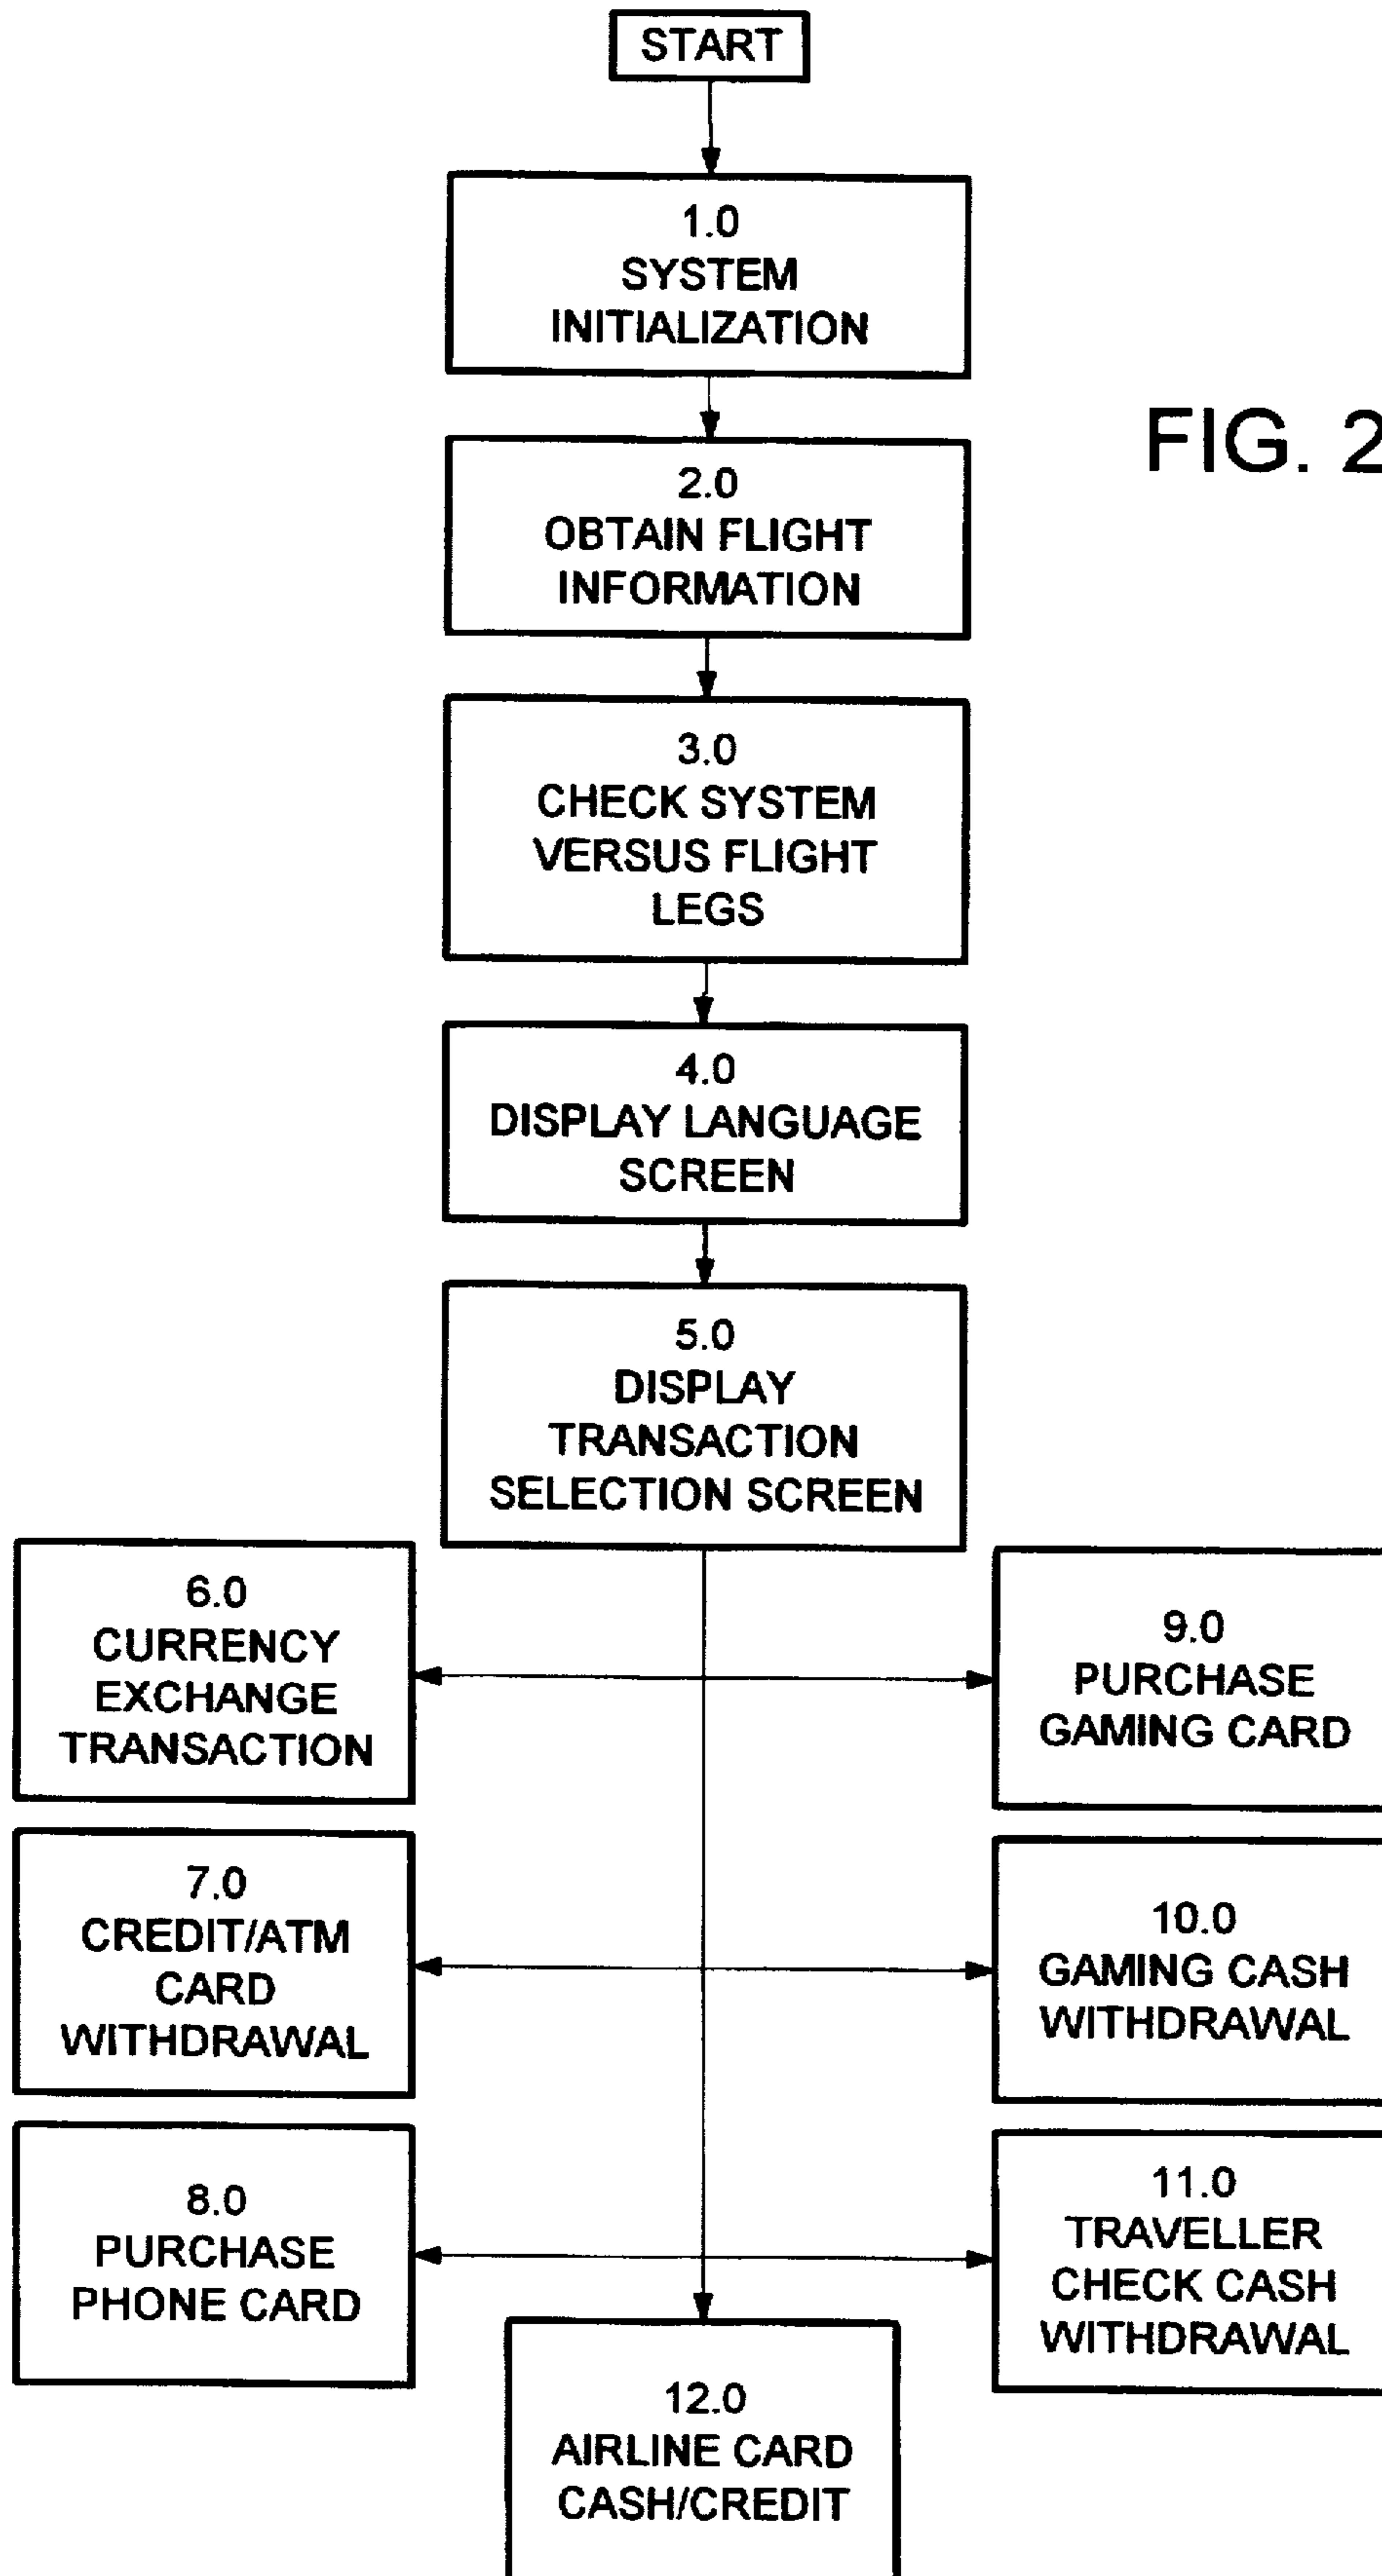 START
1.0
SYSTEM
INITIALIZATION
FIG. 2
2.0
OBTAIN FLIGHT
INFORMATION
3.0
CHECK SYSTEM
VERSUS FLIGHT
LEGS
4.0
DISPLAY LANGUAGE
SCREEN
5.0
DISPLAY
TRANSACTION
SELECTION SCREEN
6.0
CURRENCY
EXCHANGE
TRANSACTION
7.0
CREDIT/ATM
CARD
WITHDRAWAL
8.0
PURCHASE
PHONE CARD
9.0
PURCHASE
GAMING CARD
10.0
GAMING CASH
WITHDRAWAL
11.0
TRAVELLER
CHECK CASH
WITHDRAWAL
12.0
AIRLINE CARD
CASH/CREDIT